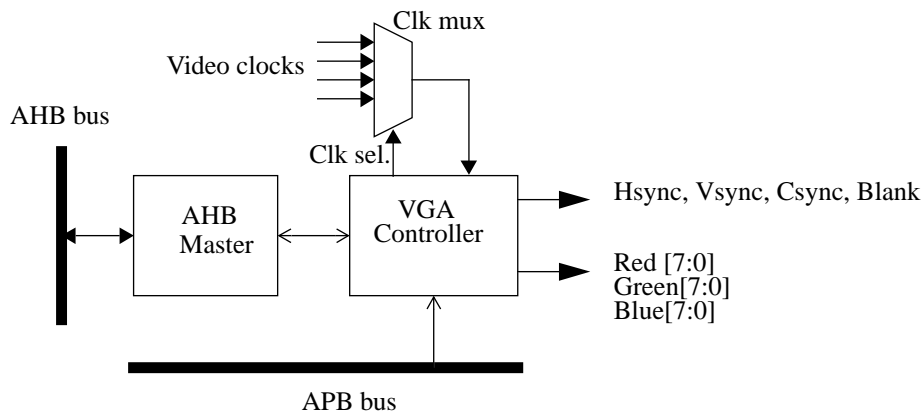 Clk mux
Video clocks
AHB bus
Clk sel.
AHB
Master
VGA
Controller
Hsync, Vsync, Csync, Blank
Red [7:0]
Green[7:0]
Blue[7:0]
APB bus